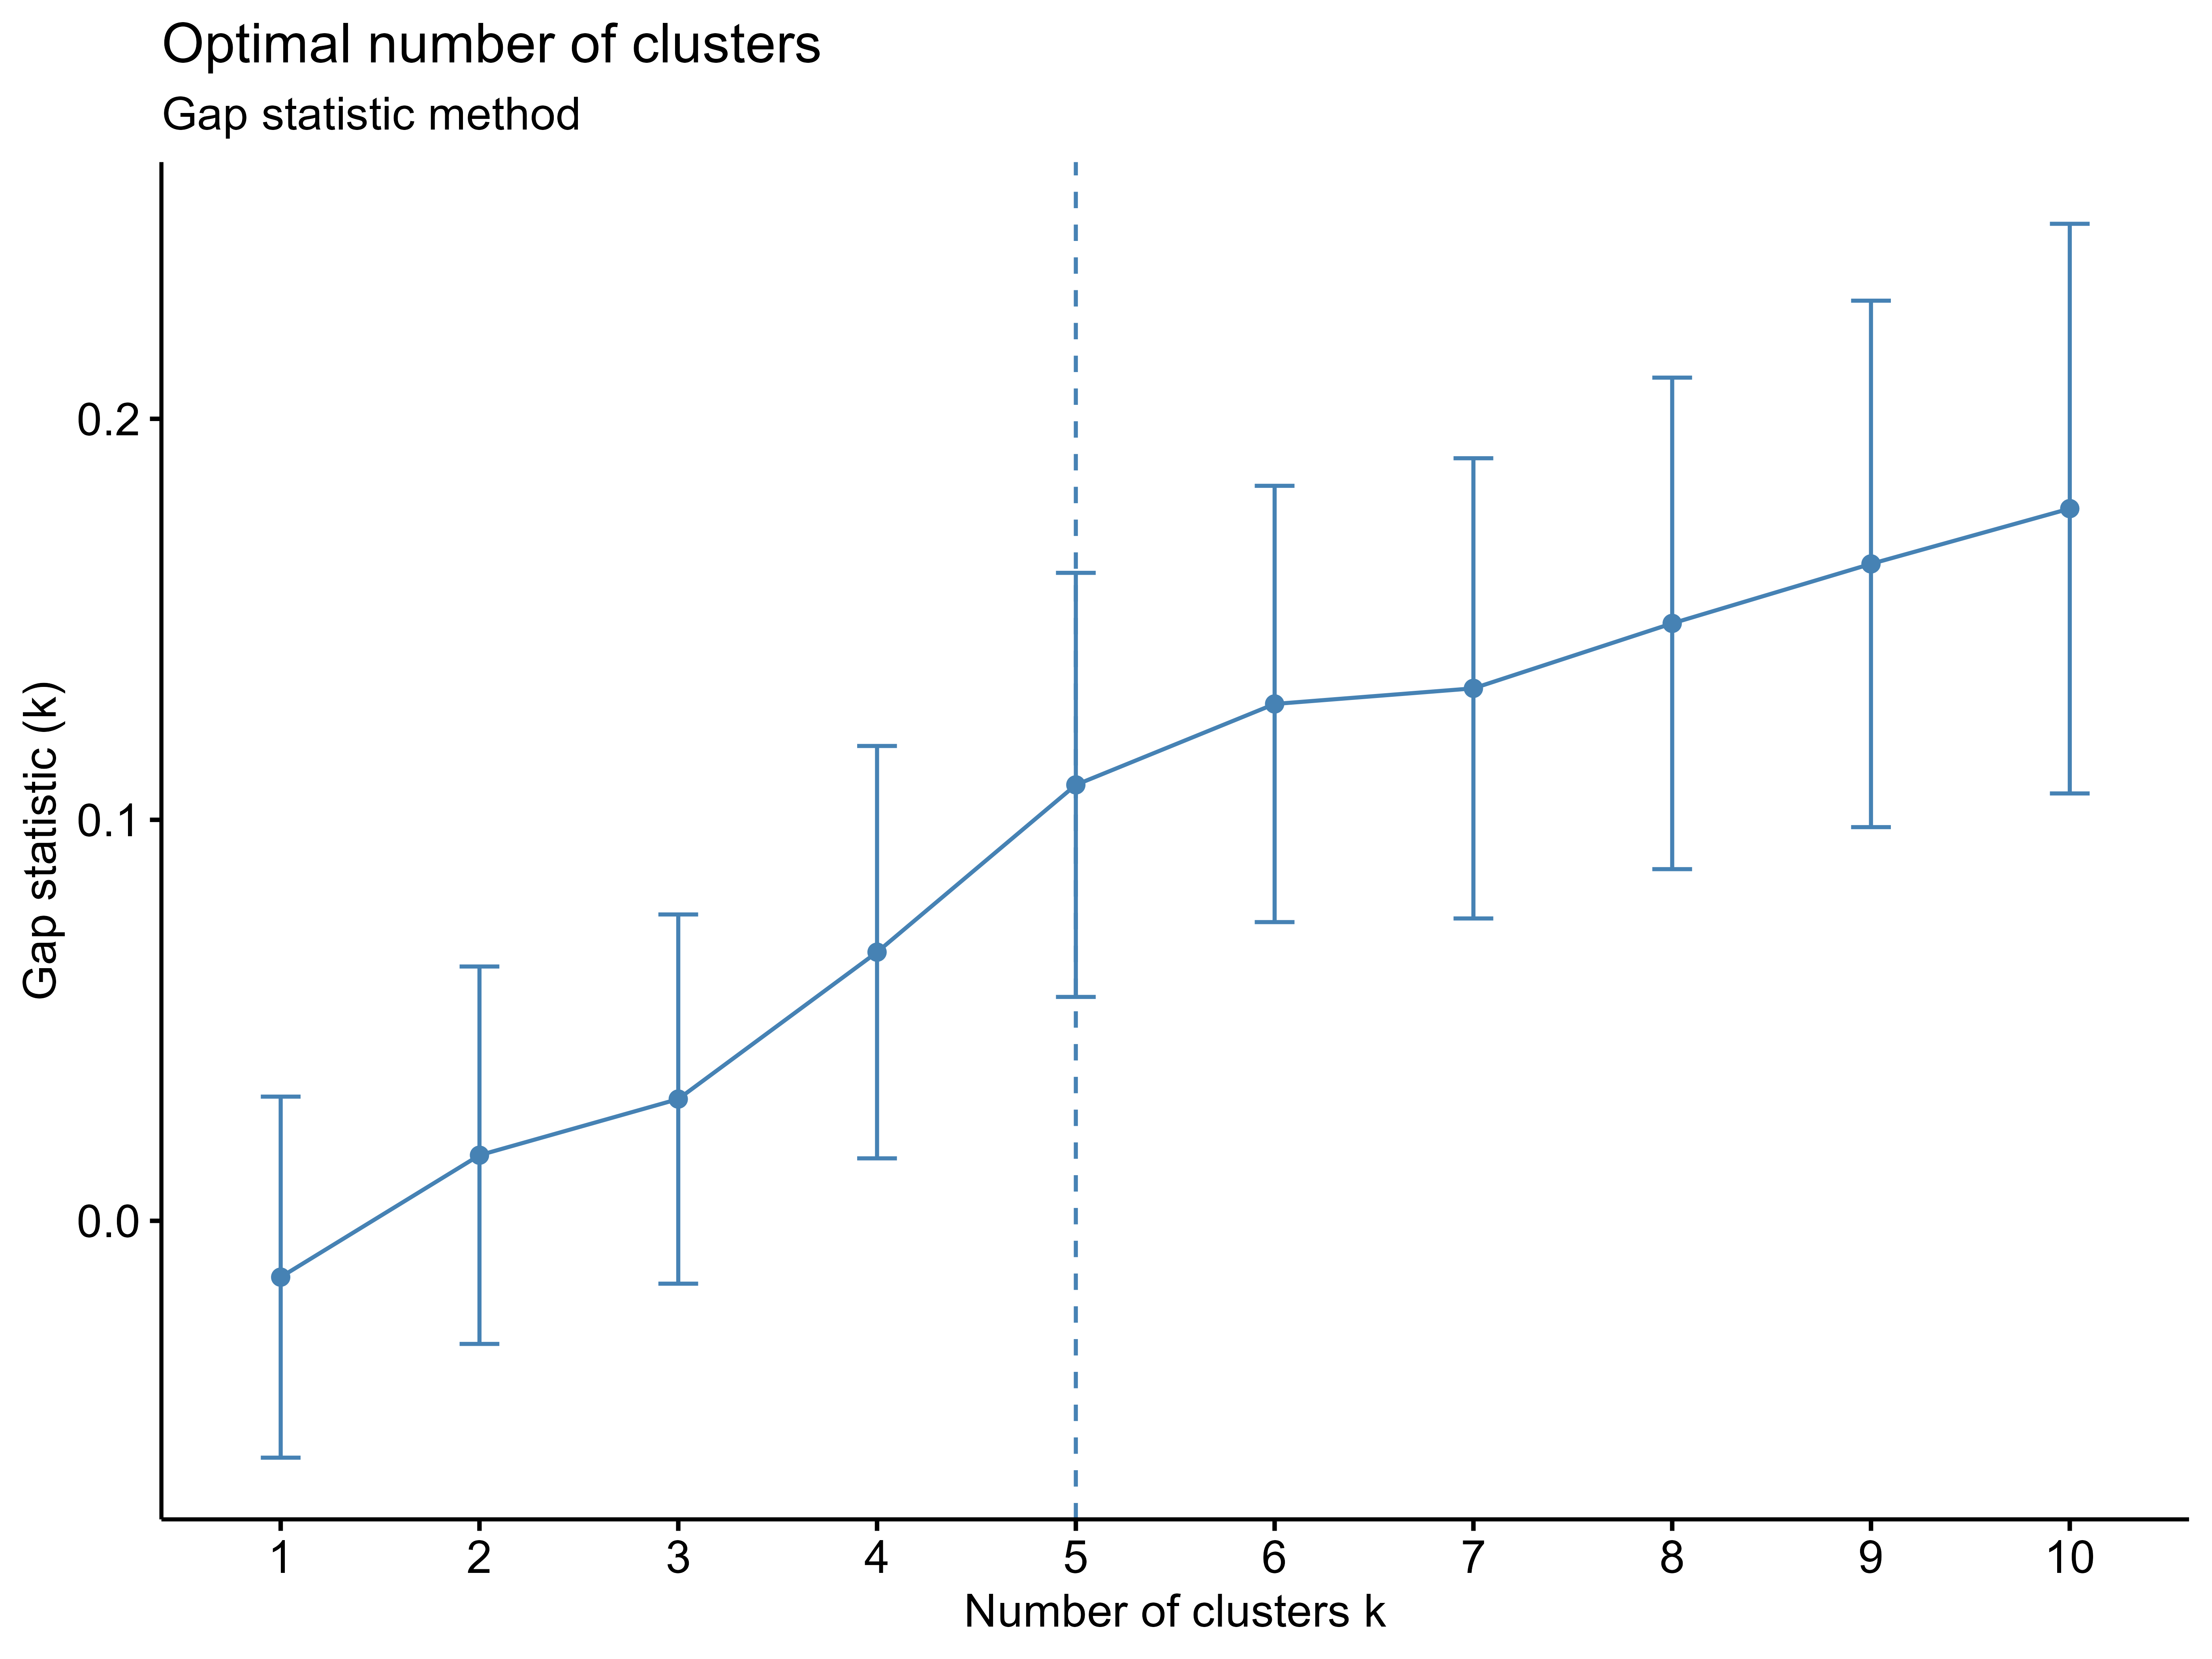 Optimal number of clusters
Gap statistic method
Gap statistic (k)
0.2
0.1
0.0
1 2 3 4 5 6 7 8 9 10
Number of clusters k